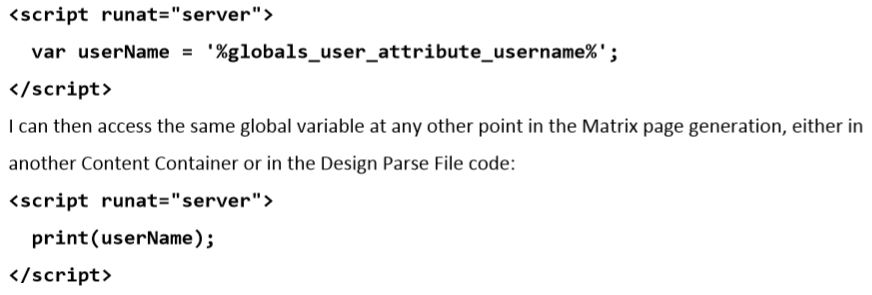 <script runat="server">
var userName = '%globals_user_attribute_username%';
</script>
I can then access the same global variable at any other point in the Matrix page generation, either in
another Content Container or in the Design Parse File code:
<script runat="server">
print(userName);
</script>